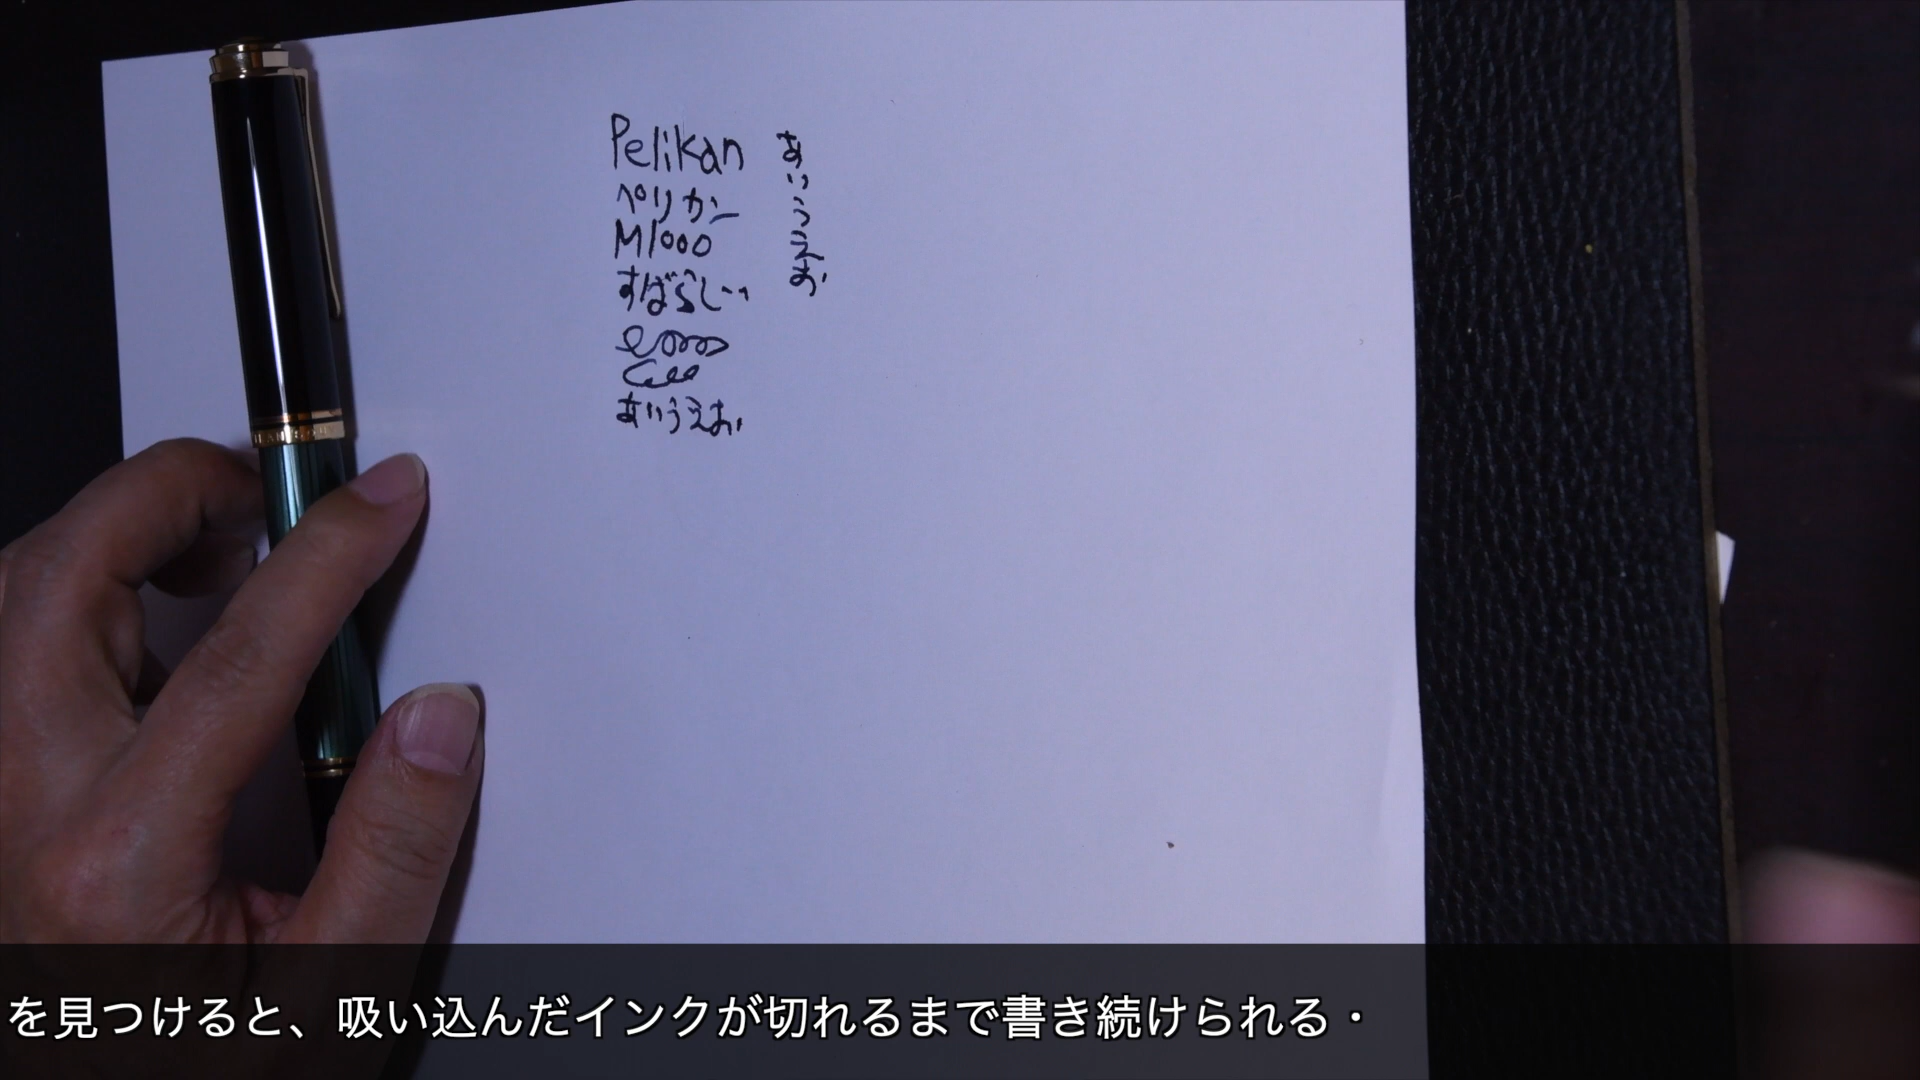 Pelikan
ペリカン
M1000
すばらしい
あいうえお
あいうえお
を見つけると、吸い込んだインクが切れるまで書き続けられる・